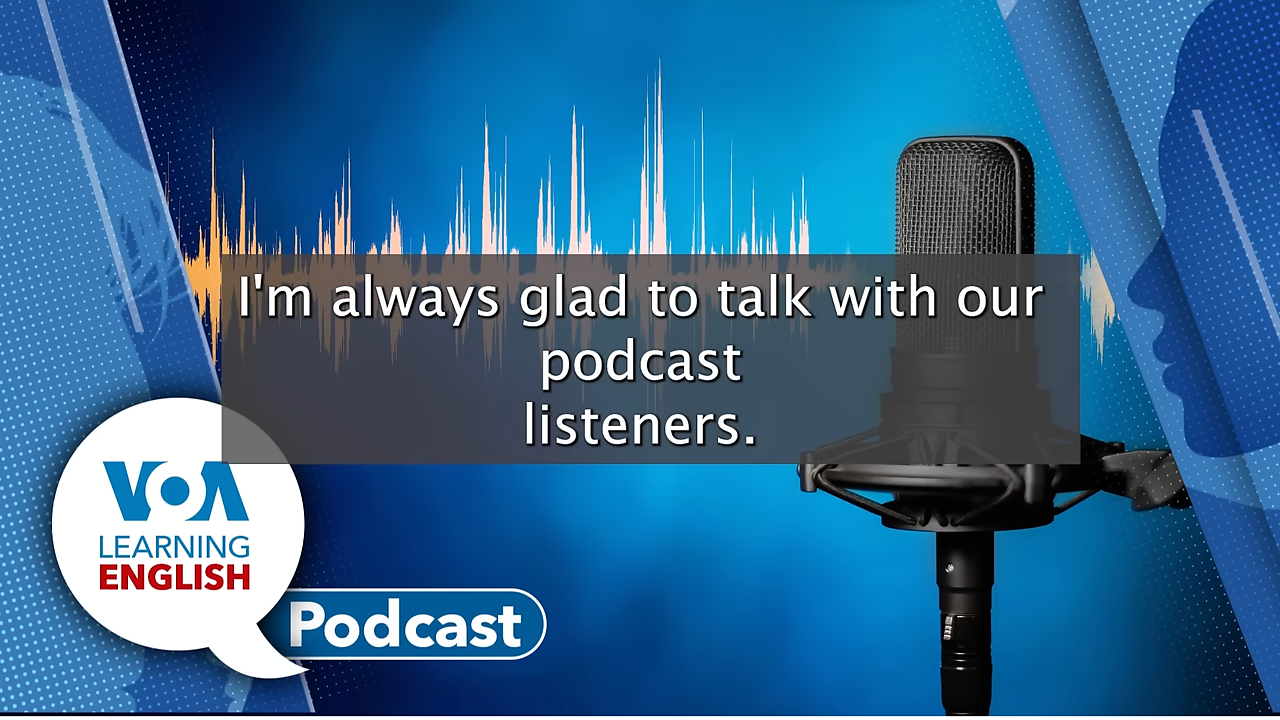 I'm always glad to talk with our
podcast
listeners.
VOA
LEARNING
ENGLISH
Podcast